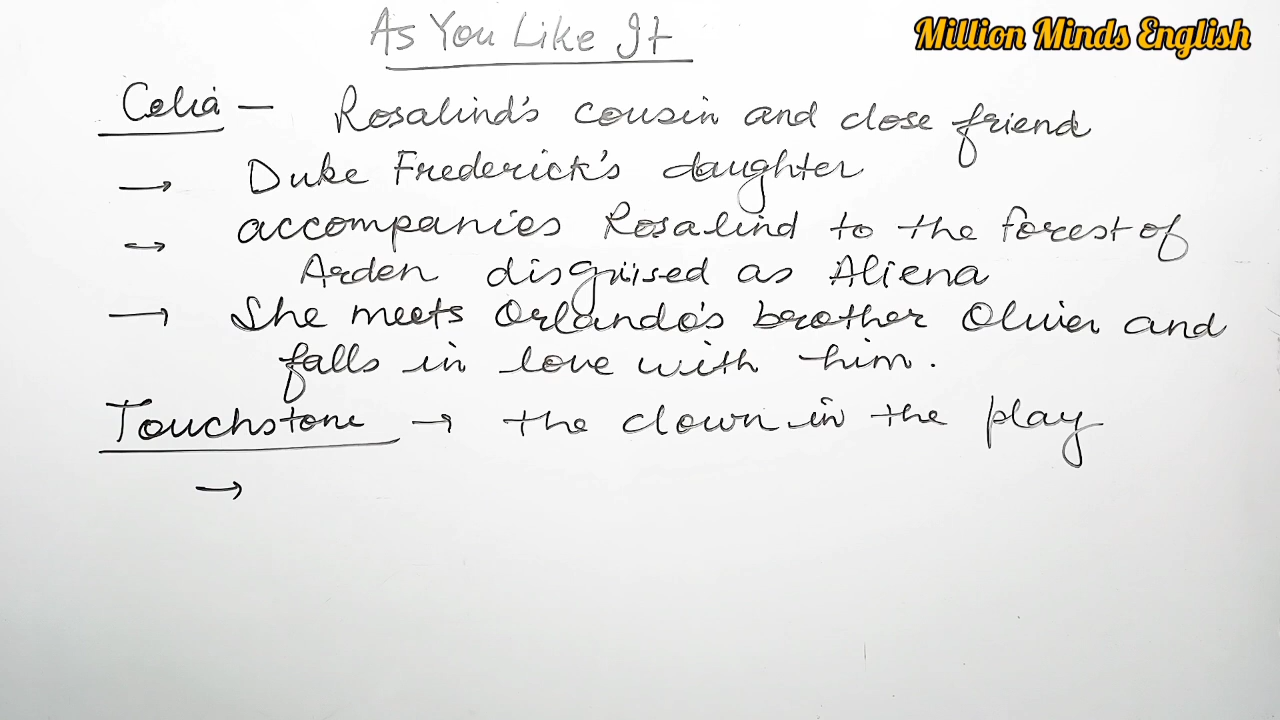 As You Like It
Million Minds English
Celia — Rosalind's cousin and close friend
→ Duke Frederick's daughter
→ accompanies Rosalind to the forest of
Arden disguised as Aliena
→ She meets Orlando's brother Oliver and
falls in love with him.
Touchstone → the clown in the play
→